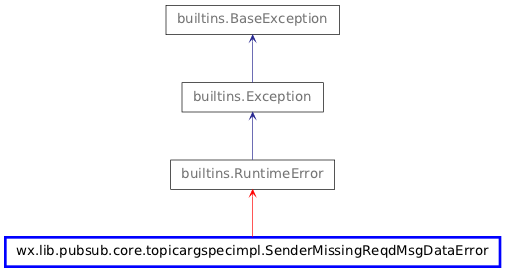 builtins.BaseException
builtins.Exception
builtins.RuntimeError
wx.lib.pubsub.core.topicargspecimpl.SenderMissingReqdMsgDataError